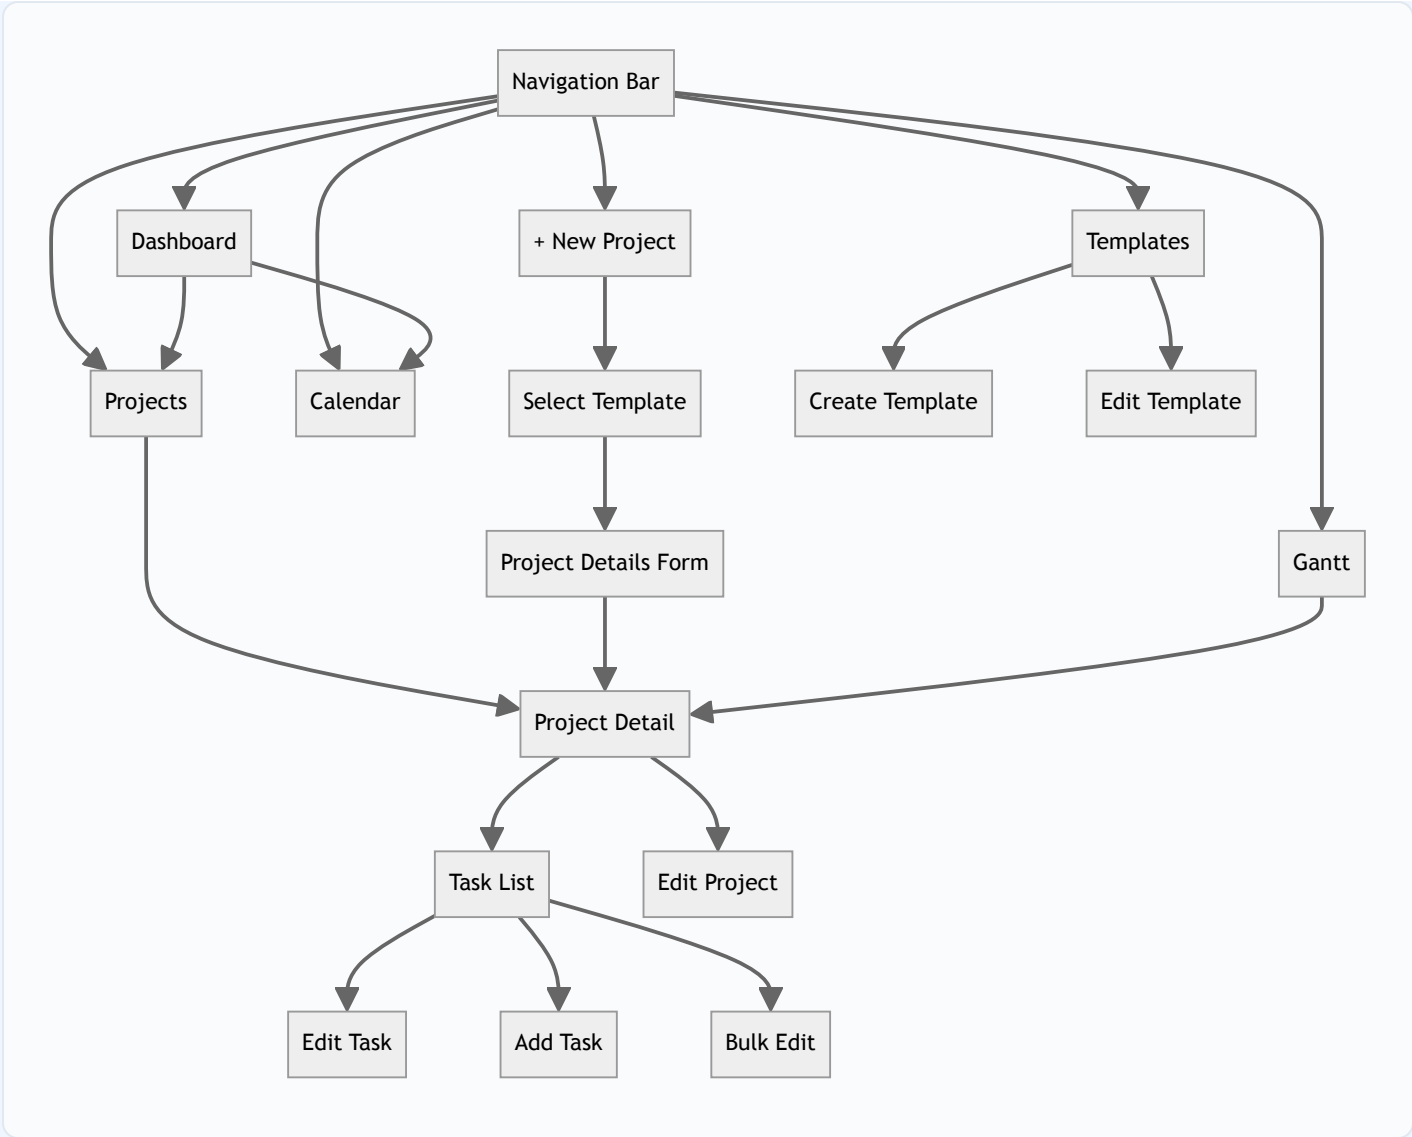 Navigation Bar
Dashboard
+ New Project
Templates
Projects
Calendar
Select Template
Create Template
Edit Template
Project Details Form
Gantt
Project Detail
Task List
Edit Project
Edit Task
Add Task
Bulk Edit